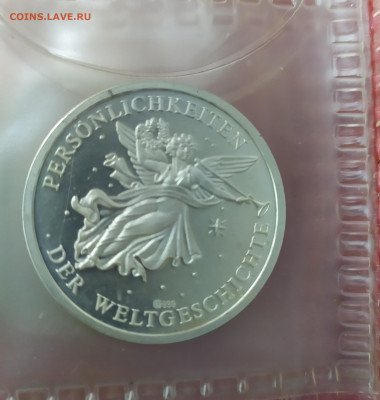 COINS.LAVE.RU
PERSÖNLICHKEITEN
DER WELTGESCHICHTE